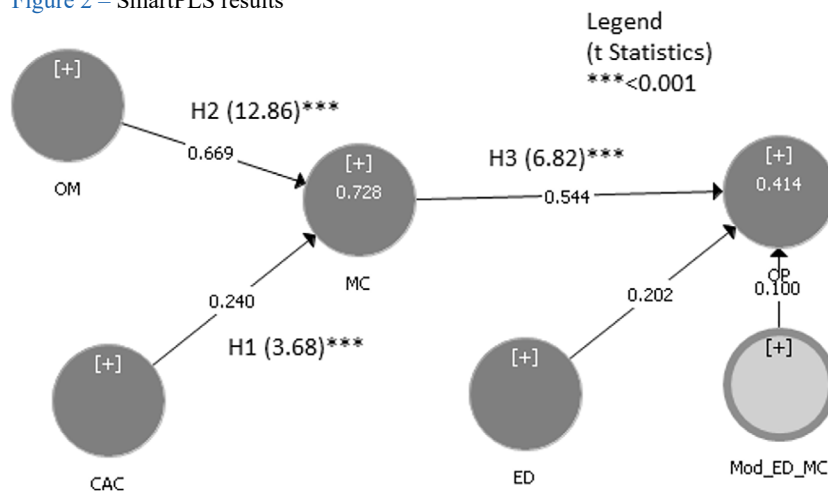 Figure 2 – SmartPLS results
Legend
(t Statistics)
***<0.001
[+]
H2 (12.86)***
0.669
OM
[+]
0.728
MC
H3 (6.82)***
0.544
[+]
0.414
OP
0.100
0.240
H1 (3.68)***
0.202
[+]
CAC
[+]
ED
[+]
Mod_ED_MC